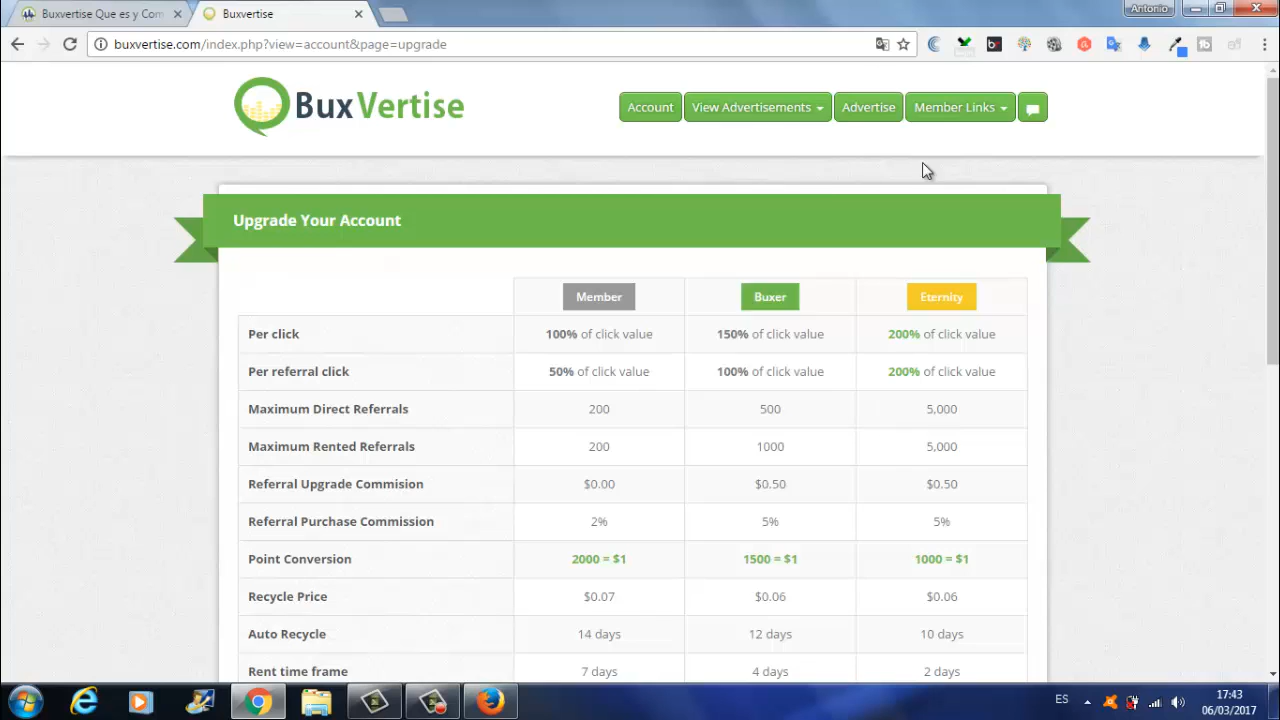 Buxvertise Que es y Com
Buxvertise
Antonio
buxvertise.com/index.php?view=account&page=upgrade
BuxVertise
Account
View Advertisements
Advertise
Member Links
Upgrade Your Account
Member Buxer Eternity
Per click 100% of click value 150% of click value 200% of click value
Per referral click 50% of click value 100% of click value 200% of click value
Maximum Direct Referrals 200 500 5,000
Maximum Rented Referrals 200 1000 5,000
Referral Upgrade Commision $0.00 $0.50 $0.50
Referral Purchase Commission 2% 5% 5%
Point Conversion 2000 = $1 1500 = $1 1000 = $1
Recycle Price $0.07 $0.06 $0.06
Auto Recycle 14 days 12 days 10 days
Rent time frame 7 days 4 days 2 days
ES
17:43
06/03/2017